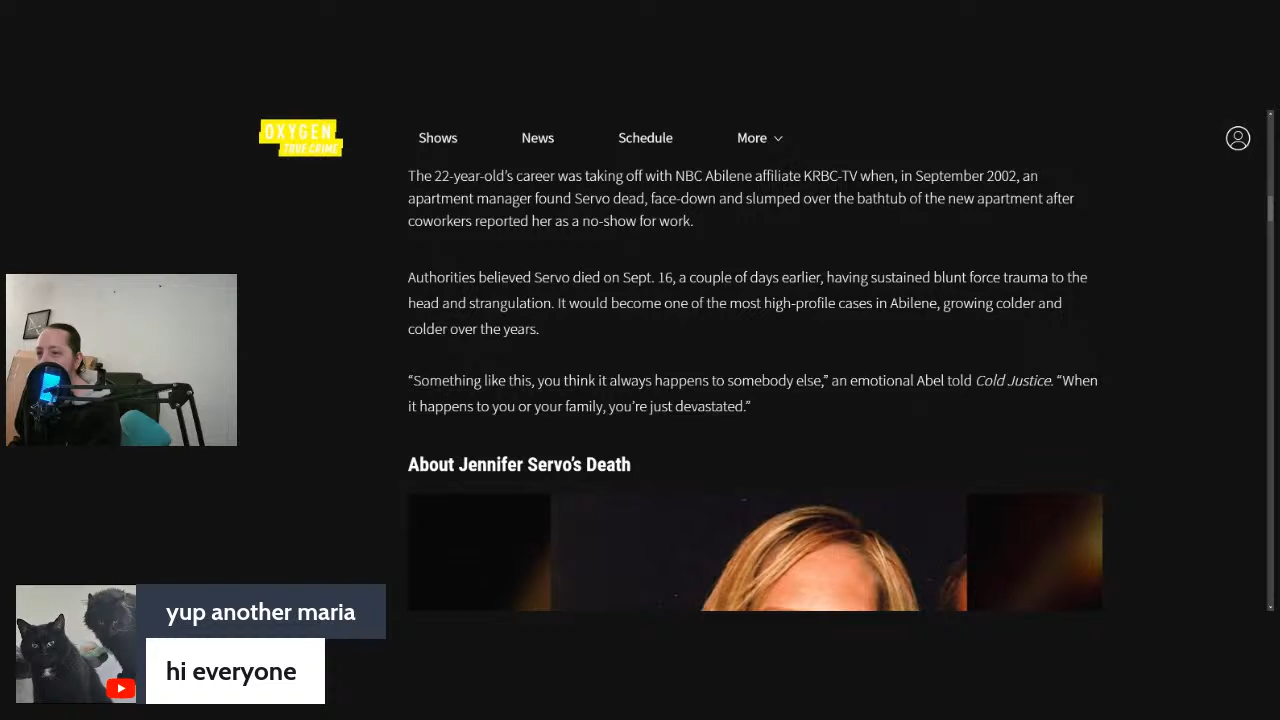 OXYGEN
TRUE CRIME
Shows
News
Schedule
More
The 22-year-old’s career was taking off with NBC Abilene affiliate KRBC-TV when, in September 2002, an
apartment manager found Servo dead, face-down and slumped over the bathtub of the new apartment after
coworkers reported her as a no-show for work.
Authorities believed Servo died on Sept. 16, a couple of days earlier, having sustained blunt force trauma to the
head and strangulation. It would become one of the most high-profile cases in Abilene, growing colder and
colder over the years.
“Something like this, you think it always happens to somebody else,” an emotional Abel told Cold Justice. “When
it happens to you or your family, you’re just devastated.”
About Jennifer Servo’s Death
yup another maria
hi everyone